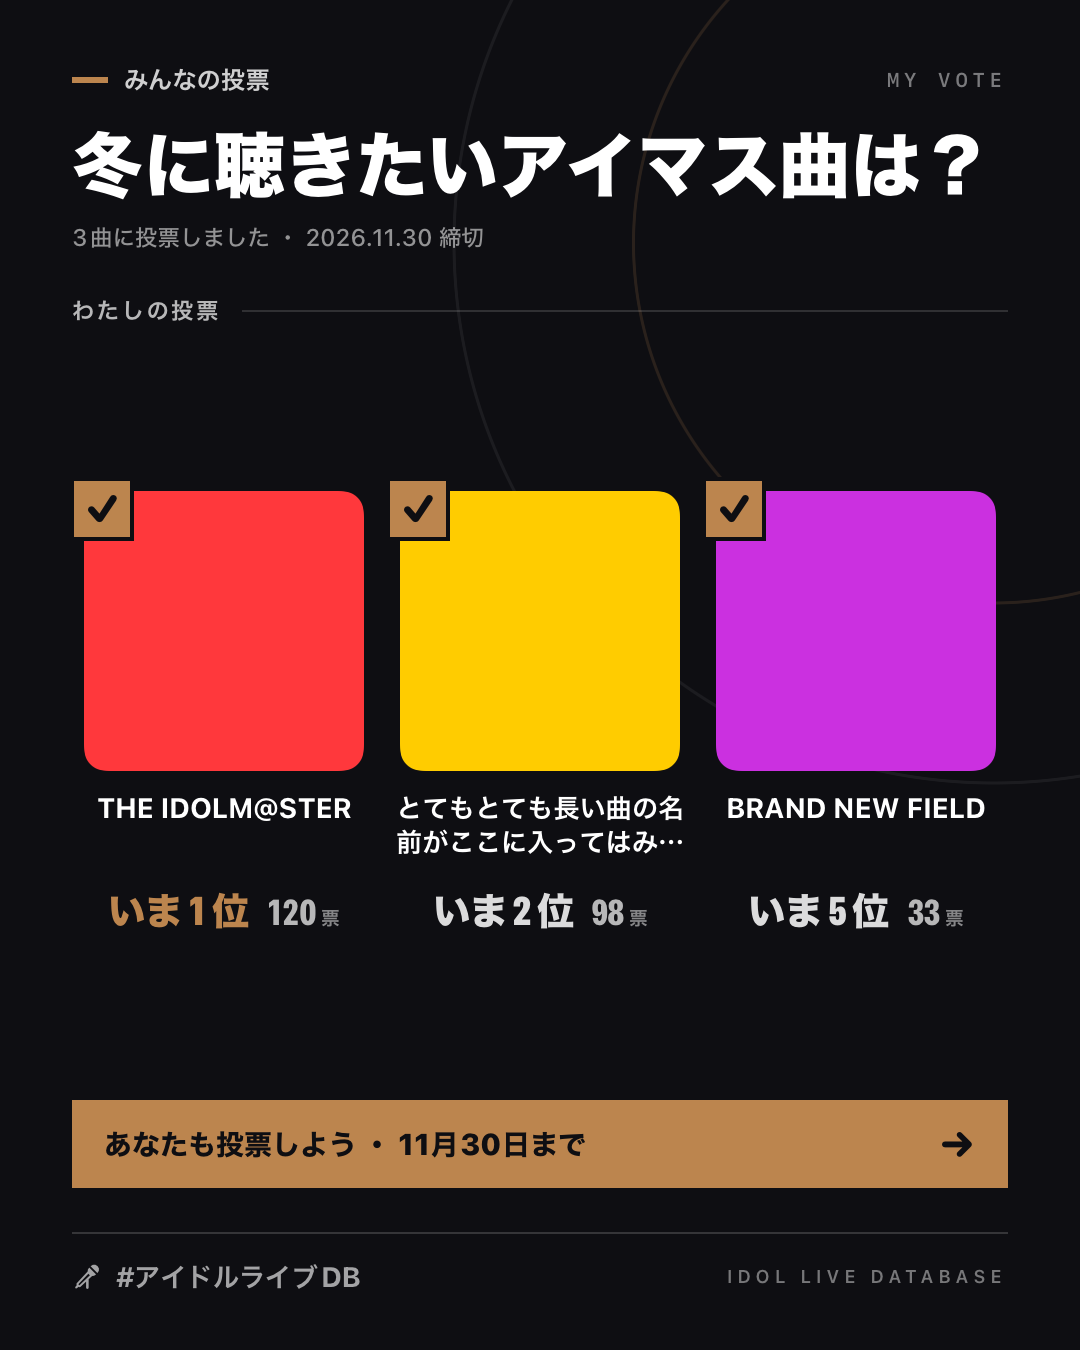 みんなの投票
MY VOTE
冬に聴きたいアイマス曲は？
3曲に投票しました ・ 2026.11.30 締切
わたしの投票
THE IDOLM@STER
とてもとても長い曲の名
前がここに入ってはみ…
BRAND NEW FIELD
いま1位 120票
いま2位 98票
いま5位 33票
あなたも投票しよう ・ 11月30日まで
#アイドルライブDB
IDOL LIVE DATABASE